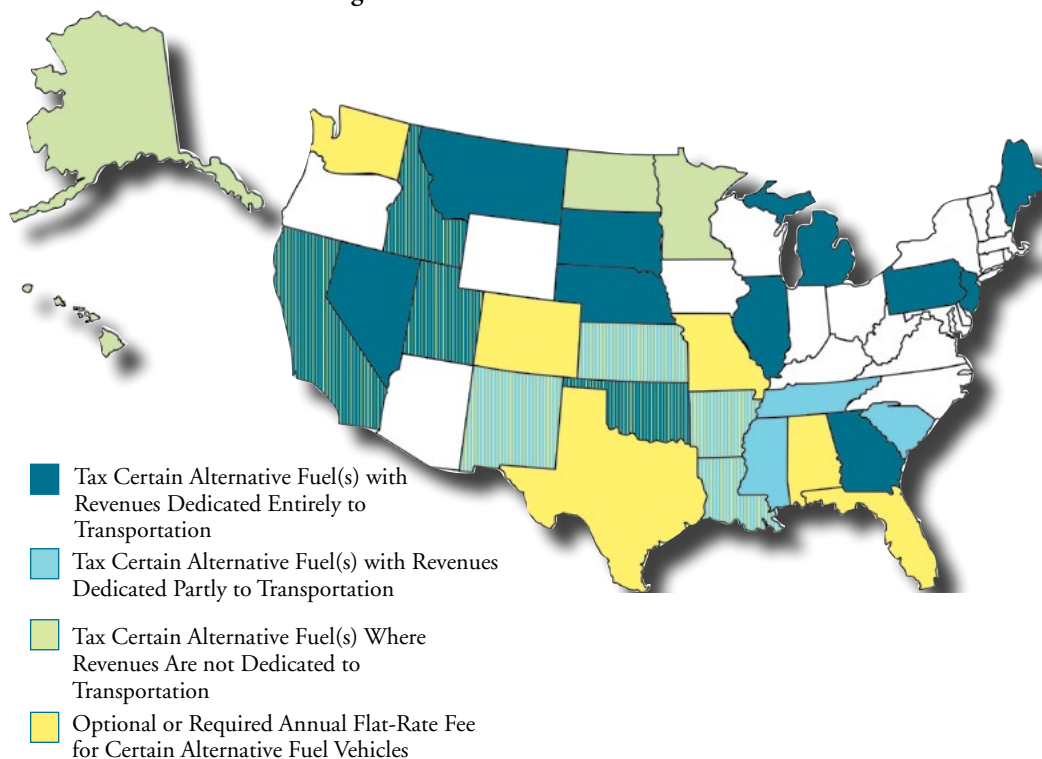 Tax Certain Alternative Fuel(s) with
Revenues Dedicated Entirely to
Transportation
Tax Certain Alternative Fuel(s) with Revenues
Dedicated Partly to Transportation
Tax Certain Alternative Fuel(s) Where
Revenues Are not Dedicated to
Transportation
Optional or Required Annual Flat-Rate Fee
for Certain Alternative Fuel Vehicles